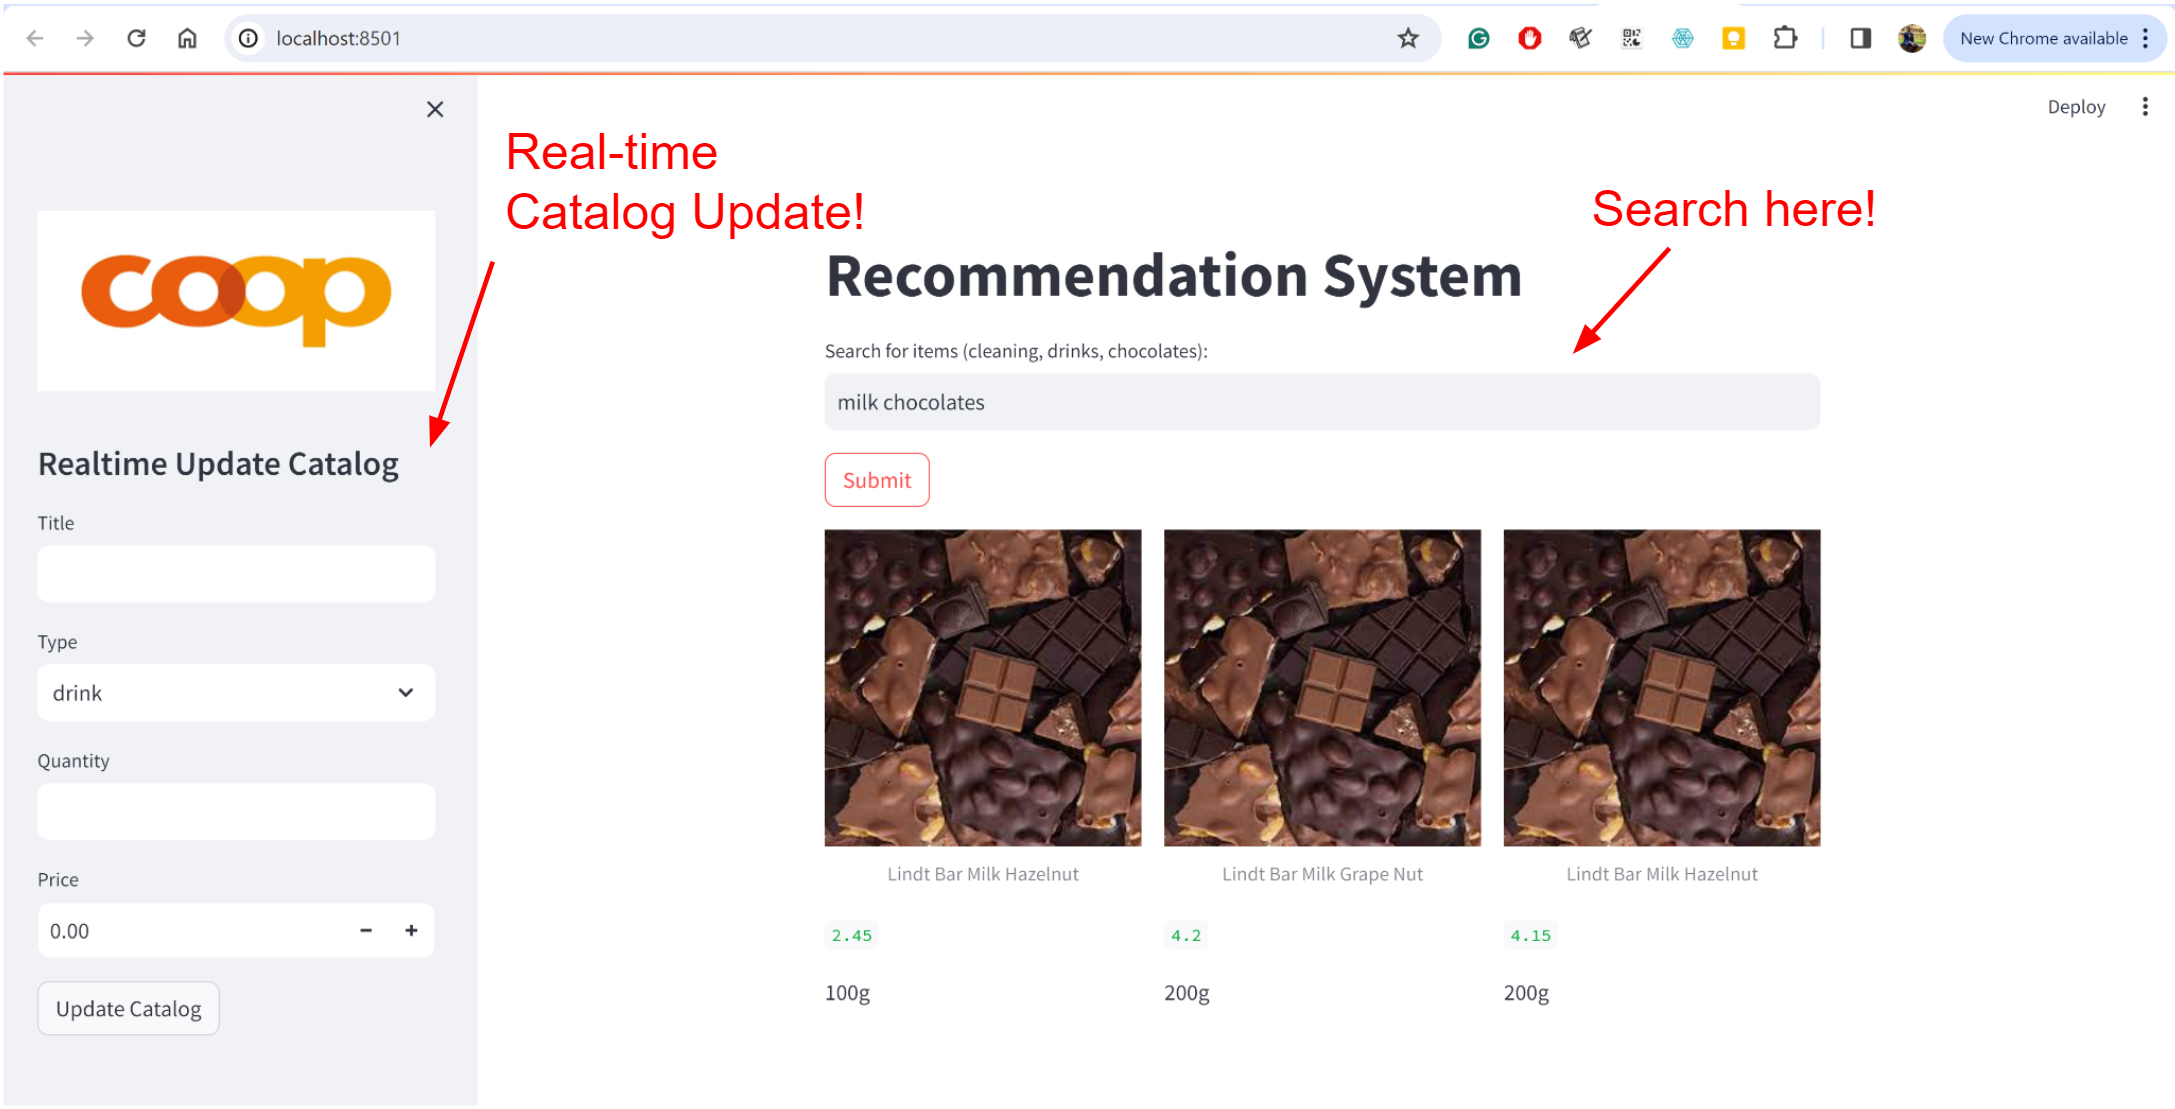 localhost:8501
New Chrome available
Deploy
Real-time
Catalog Update!
Search here!
coop
Realtime Update Catalog
Title
Type
drink
Quantity
Price
0.00
Update Catalog
Recommendation System
Search for items (cleaning, drinks, chocolates):
milk chocolates
Submit
Lindt Bar Milk Hazelnut
Lindt Bar Milk Grape Nut
Lindt Bar Milk Hazelnut
2.45
4.2
4.15
100g
200g
200g